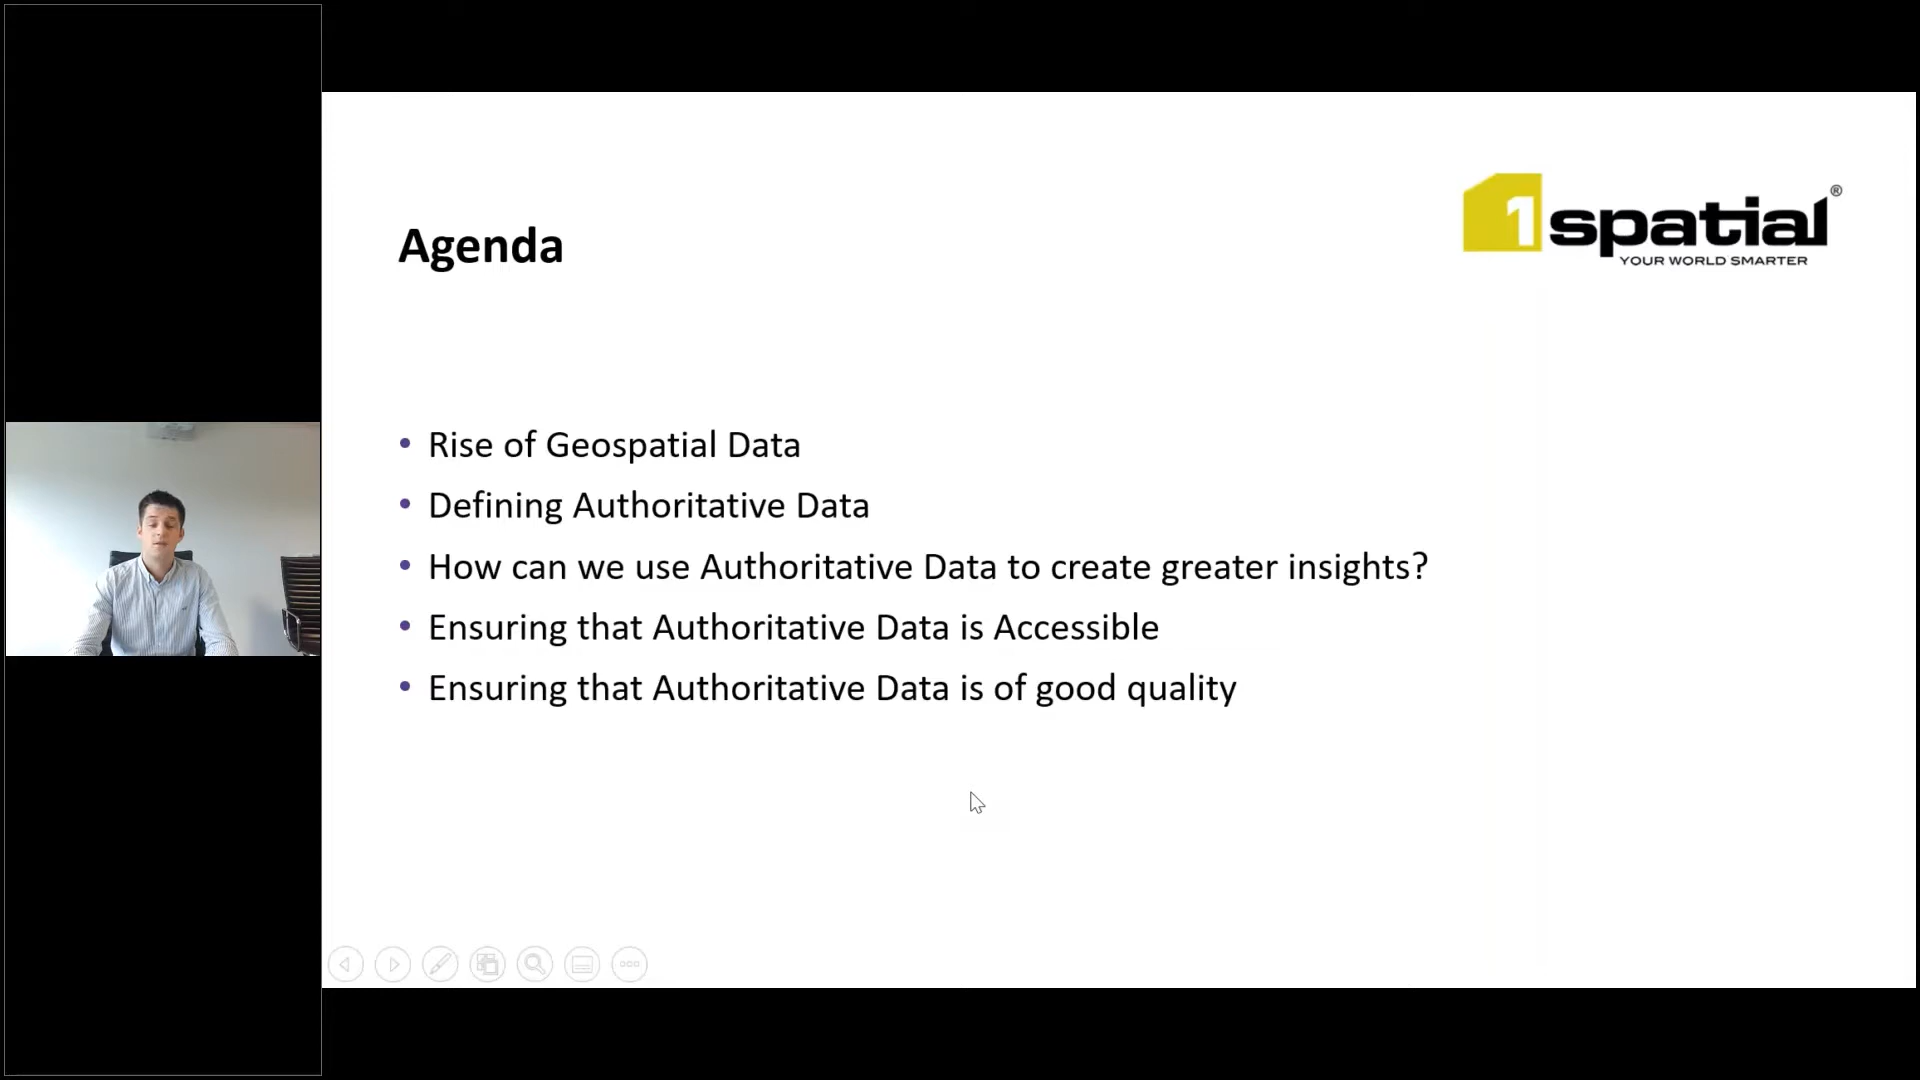 Agenda
1spatial®
YOUR WORLD SMARTER
• Rise of Geospatial Data
• Defining Authoritative Data
• How can we use Authoritative Data to create greater insights?
• Ensuring that Authoritative Data is Accessible
• Ensuring that Authoritative Data is of good quality